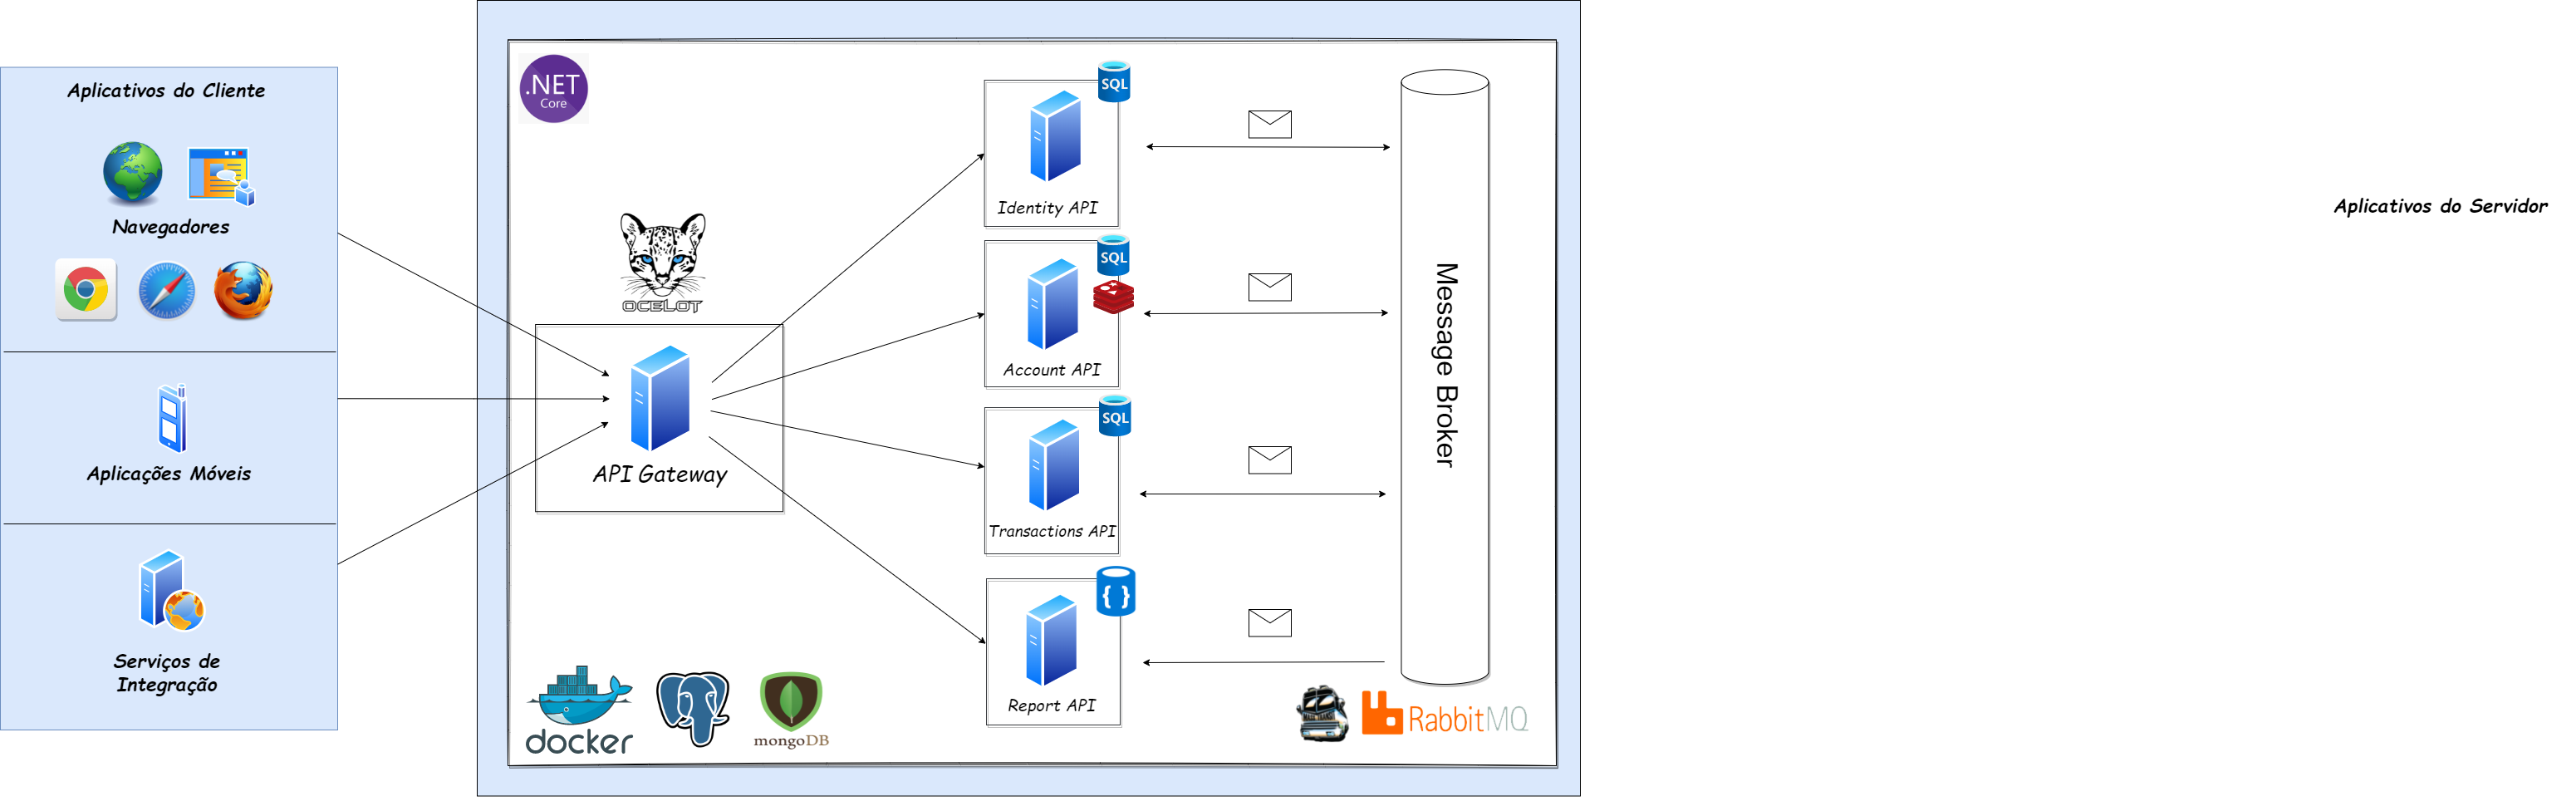 Aplicativos do Cliente
Navegadores
Aplicações Móveis
Serviços de
Integração
.NET
Core
OCELOT
API Gateway
SQL
Identity API
SQL
Account API
SQL
Transactions API
{ }
Report API
Message Broker
docker
mongoDB
RabbitMQ
Aplicativos do Servidor